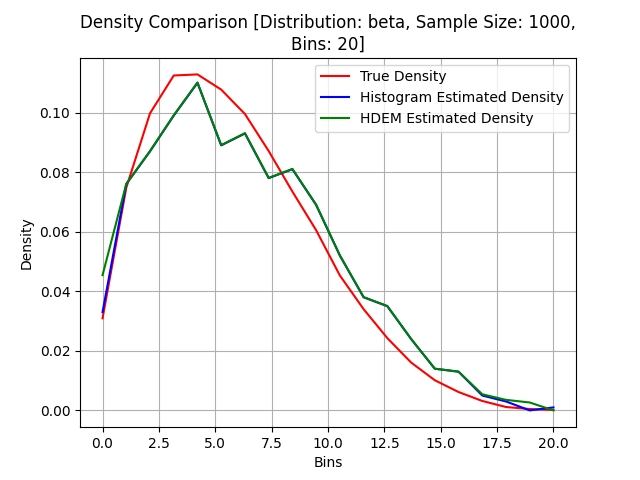 Density Comparison [Distribution: beta, Sample Size: 1000,
Bins: 20]
True Density
Histogram Estimated Density
HDEM Estimated Density
Density
0.10
0.08
0.06
0.04
0.02
0.00
0.0 2.5 5.0 7.5 10.0 12.5 15.0 17.5 20.0
Bins